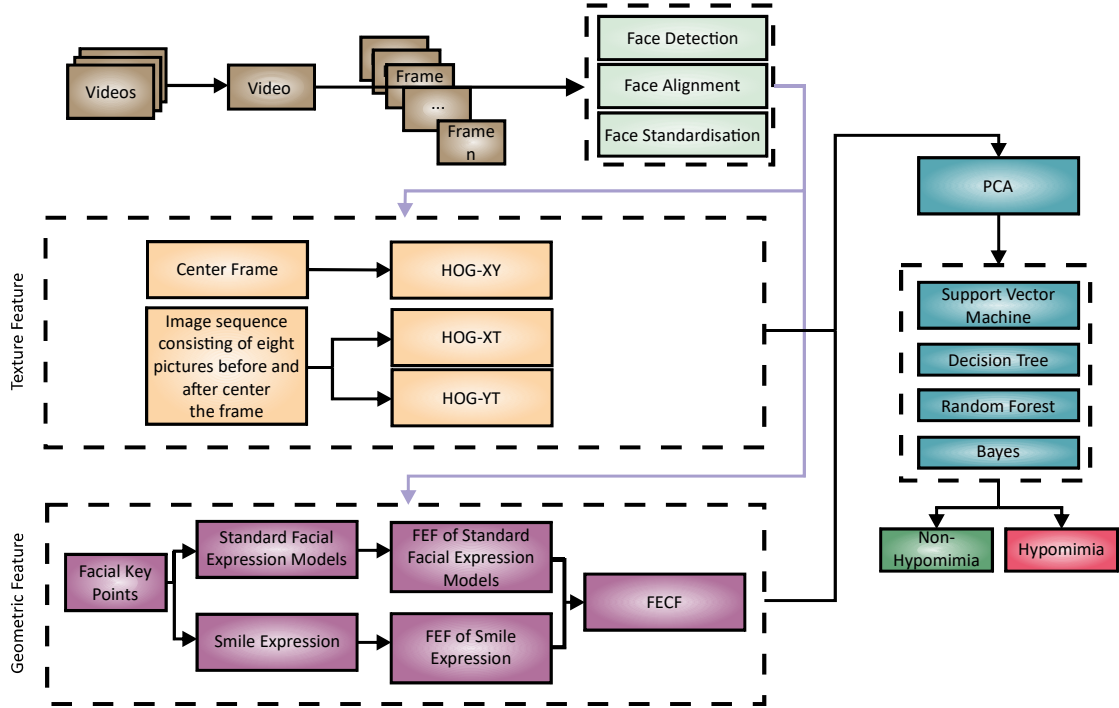 Videos
Video
Frame
...
Frame
n
Face Detection
Face Alignment
Face Standardisation
PCA
Support Vector
Machine
Decision Tree
Random Forest
Bayes
Non-
Hypomimia
Hypomimia
Texture Feature
Center Frame
HOG-XY
Image sequence
consisting of eight
pictures before and
after center
the frame
HOG-XT
HOG-YT
Geometric Feature
Facial Key
Points
Standard Facial
Expression Models
FEF of Standard
Facial Expression
Models
Smile Expression
FEF of Smile
Expression
FECF